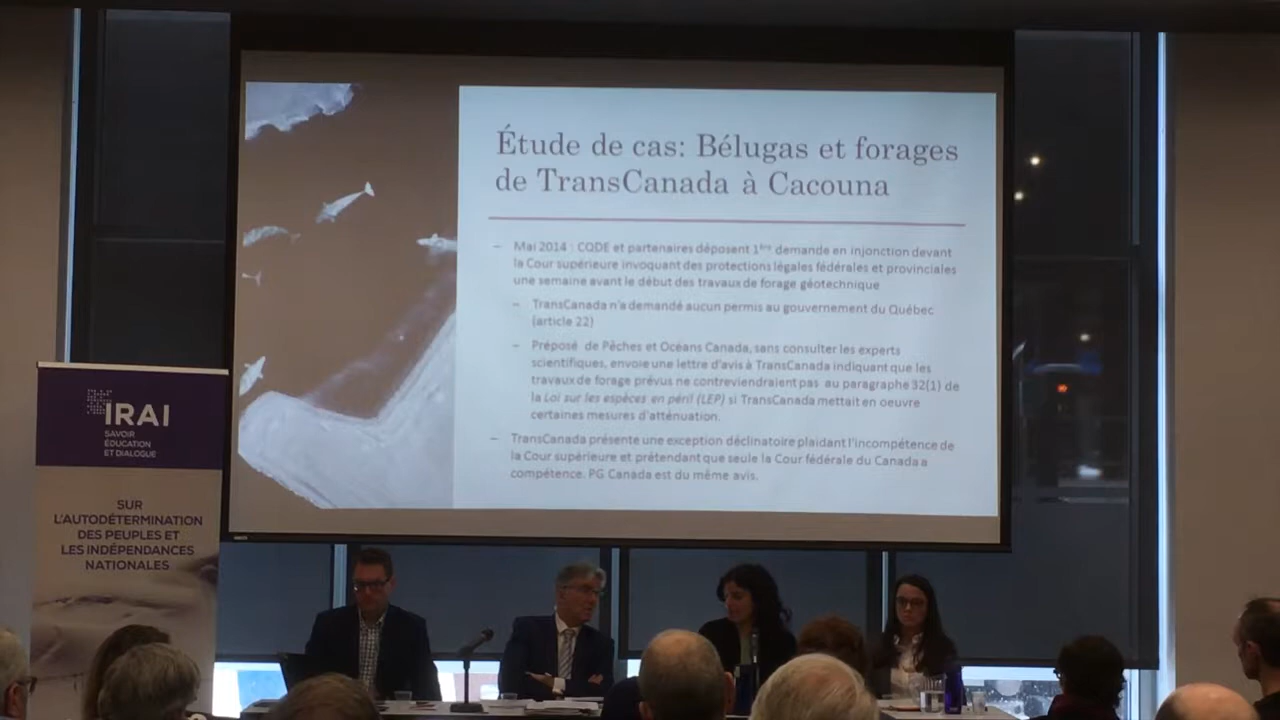 Étude de cas: Bélugas et forages
de TransCanada à Cacouna
– Mai 2014 : CQDE et partenaires déposent 1ère demande en injonction devant
la Cour supérieure invoquant des protections légales fédérales et provinciales
une semaine avant le début des travaux de forage géotechnique
– TransCanada n'a demandé aucun permis au gouvernement du Québec
(article 22)
– Préposé de Pêches et Océans Canada, sans consulter les experts
scientifiques, envoie une lettre d'avis à TransCanada indiquant que les
travaux de forage prévus ne contreviendraient pas au paragraphe 32(1) de
la Loi sur les espèces en péril (LEP) si TransCanada mettait en oeuvre
certaines mesures d'atténuation.
– TransCanada présente une exception déclinatoire plaidant l'incompétence de
la Cour supérieure et prétendant que seule la Cour fédérale du Canada a
compétence. PG Canada est du même avis.
IRAI
SAVOIR
ÉDUCATION
ET DIALOGUE
SUR
L'AUTODÉTERMINATION
DES PEUPLES ET
LES INDÉPENDANCES
NATIONALES